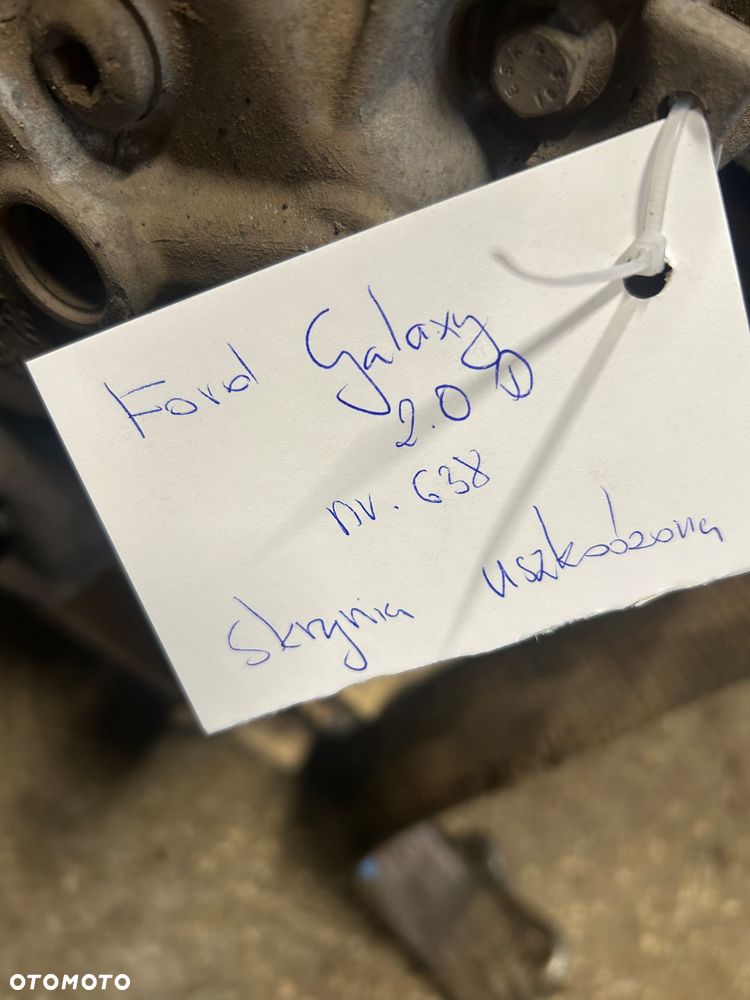 Ford Galaxy
2.0 D
nr. 638
skrzynia uszkodzona
OTOMOTO